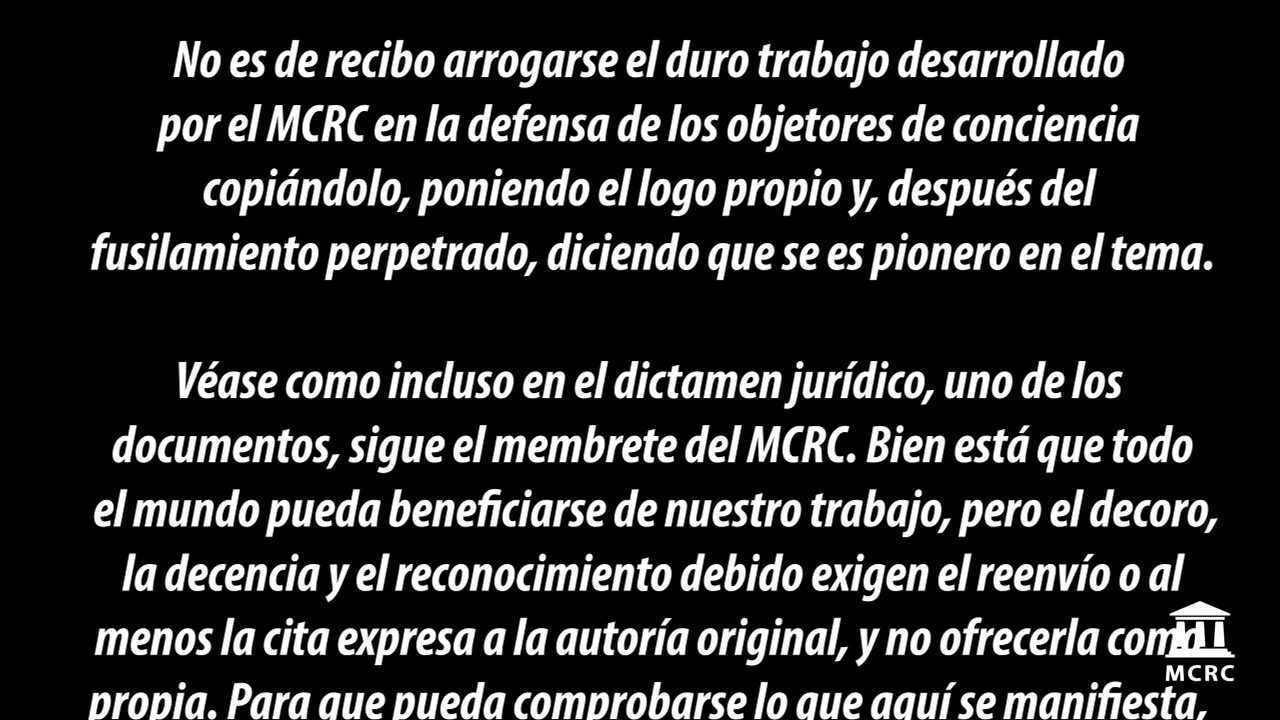 No es de recibo arrogarse el duro trabajo desarrollado
por el MCRC en la defensa de los objetores de conciencia
copiándolo, poniendo el logo propio y, después del
fusilamiento perpetrado, diciendo que se es pionero en el tema.
Véase como incluso en el dictamen jurídico, uno de los
documentos, sigue el membrete del MCRC. Bien está que todo
el mundo pueda beneficiarse de nuestro trabajo, pero el decoro,
la decencia y el reconocimiento debido exigen el reenvío o al
menos la cita expresa a la autoría original, y no ofrecerla como
propia. Para que pueda comprobarse lo que aquí se manifiesta,
MCRC